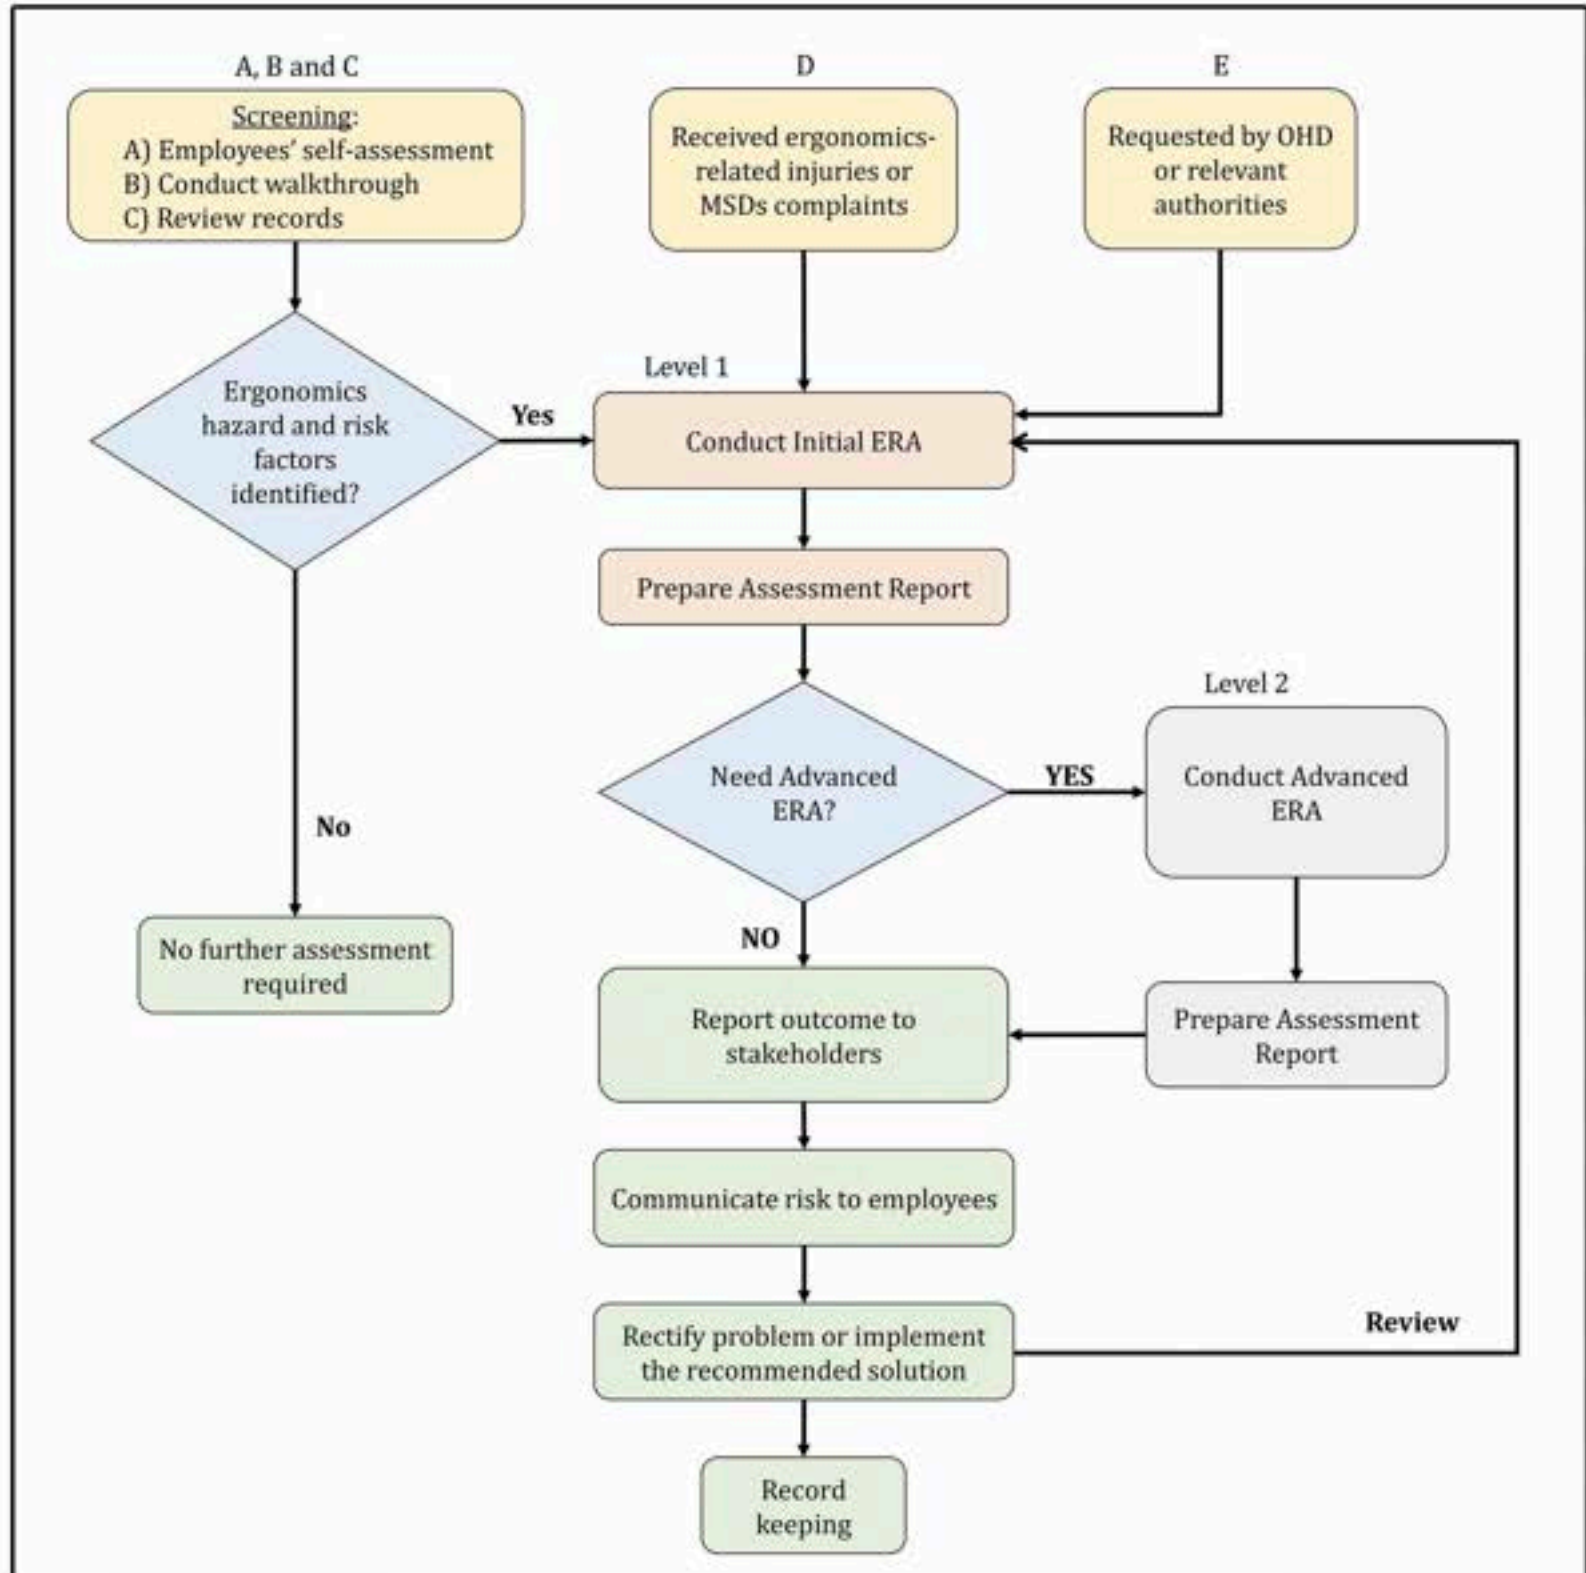 A, B and C
Screening:
A) Employees' self-assessment
B) Conduct walkthrough
C) Review records
D
Received ergonomics-
related injuries or
MSDs complaints
E
Requested by OHD
or relevant
authorities
Ergonomics
hazard and risk
factors
identified?
Yes
Level 1
Conduct Initial ERA
Prepare Assessment Report
Need Advanced
ERA?
YES
Level 2
Conduct Advanced
ERA
No
No further assessment
required
NO
Report outcome to
stakeholders
Prepare Assessment
Report
Communicate risk to employees
Rectify problem or implement
the recommended solution
Review
Record
keeping